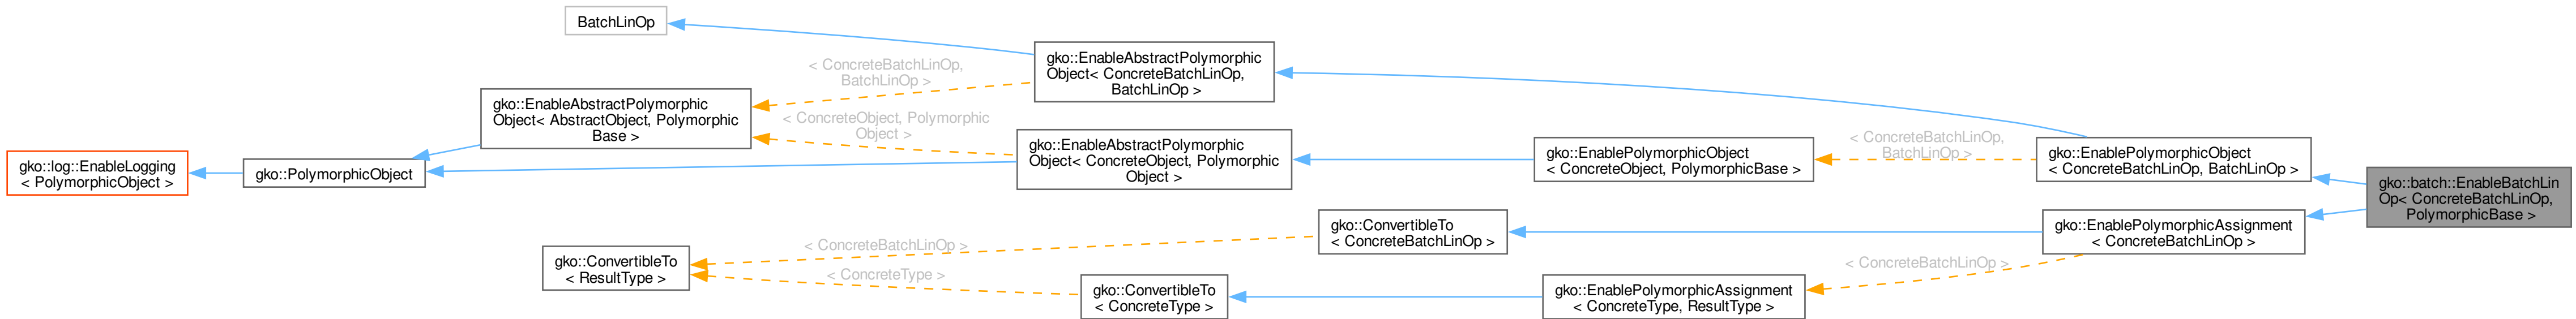 BatchLinOp
gko::EnableAbstractPolymorphic
Object< ConcreteBatchLinOp,
BatchLinOp >
< ConcreteBatchLinOp,
BatchLinOp >
gko::EnableAbstractPolymorphic
Object< AbstractObject, Polymorphic
Base >
< ConcreteObject, Polymorphic
Object >
gko::EnableAbstractPolymorphic
Object< ConcreteObject, Polymorphic
Object >
gko::EnablePolymorphicObject
< ConcreteObject, PolymorphicBase >
< ConcreteBatchLinOp,
BatchLinOp >
gko::EnablePolymorphicObject
< ConcreteBatchLinOp, BatchLinOp >
gko::log::EnableLogging
< PolymorphicObject >
gko::PolymorphicObject
gko::batch::EnableBatchLin
Op< ConcreteBatchLinOp,
PolymorphicBase >
gko::ConvertibleTo
< ConcreteBatchLinOp >
gko::EnablePolymorphicAssignment
< ConcreteBatchLinOp >
< ConcreteBatchLinOp >
gko::ConvertibleTo
< ResultType >
< ConcreteType >
< ConcreteBatchLinOp >
gko::ConvertibleTo
< ConcreteType >
gko::EnablePolymorphicAssignment
< ConcreteType, ResultType >